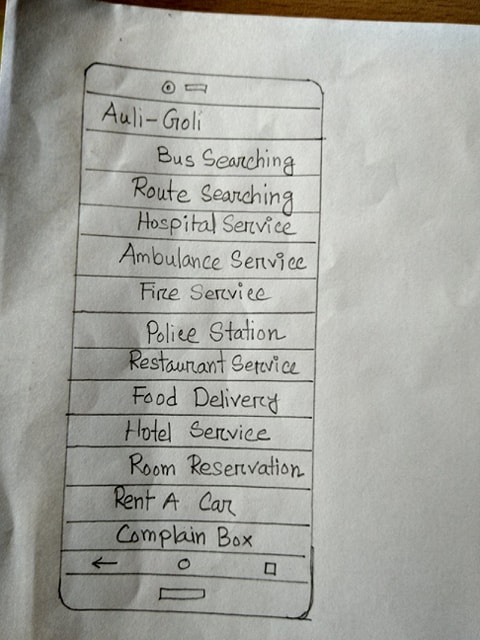 Auli-Goli
Bus Searching
Route Searching
Hospital Service
Ambulance Service
Fire Service
Police Station
Restaurant Service
Food Delivery
Hotel Service
Room Reservation
Rent A Car
Complain Box